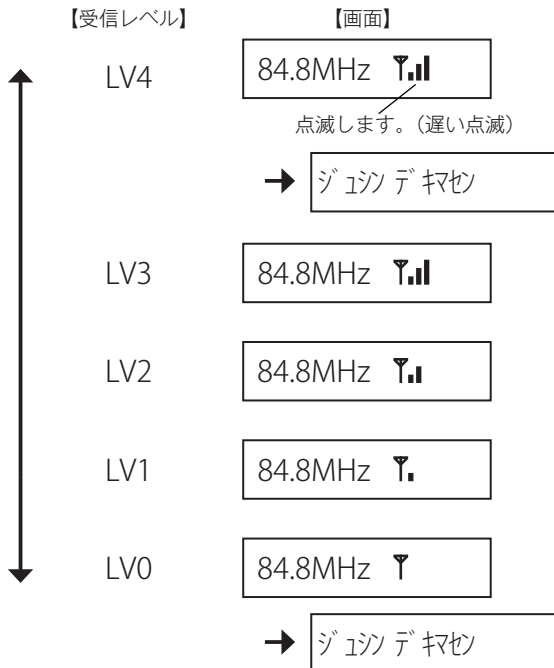 【受信レベル】 【画面】
LV4 84.8MHz
点滅します。（遅い点滅）
ｼﾞｭｼﾝ ﾃﾞｷﾏｾﾝ
LV3 84.8MHz
LV2 84.8MHz
LV1 84.8MHz
LV0 84.8MHz
ｼﾞｭｼﾝ ﾃﾞｷﾏｾﾝ